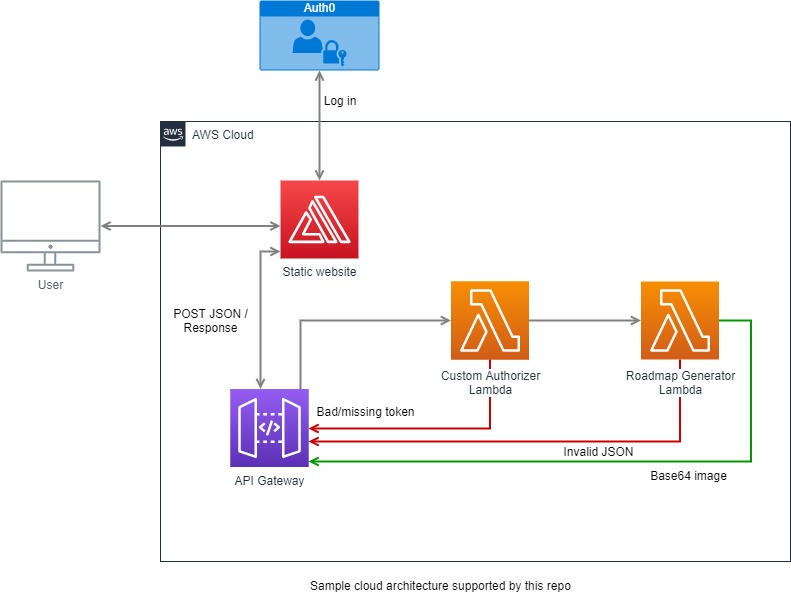 Auth0
Log in
aws
AWS Cloud
User
Static website
POST JSON /
Response
Custom Authorizer
Lambda
Roadmap Generator
Lambda
Bad/missing token
</>
Invalid JSON
Base64 image
API Gateway
Sample cloud architecture supported by this repo